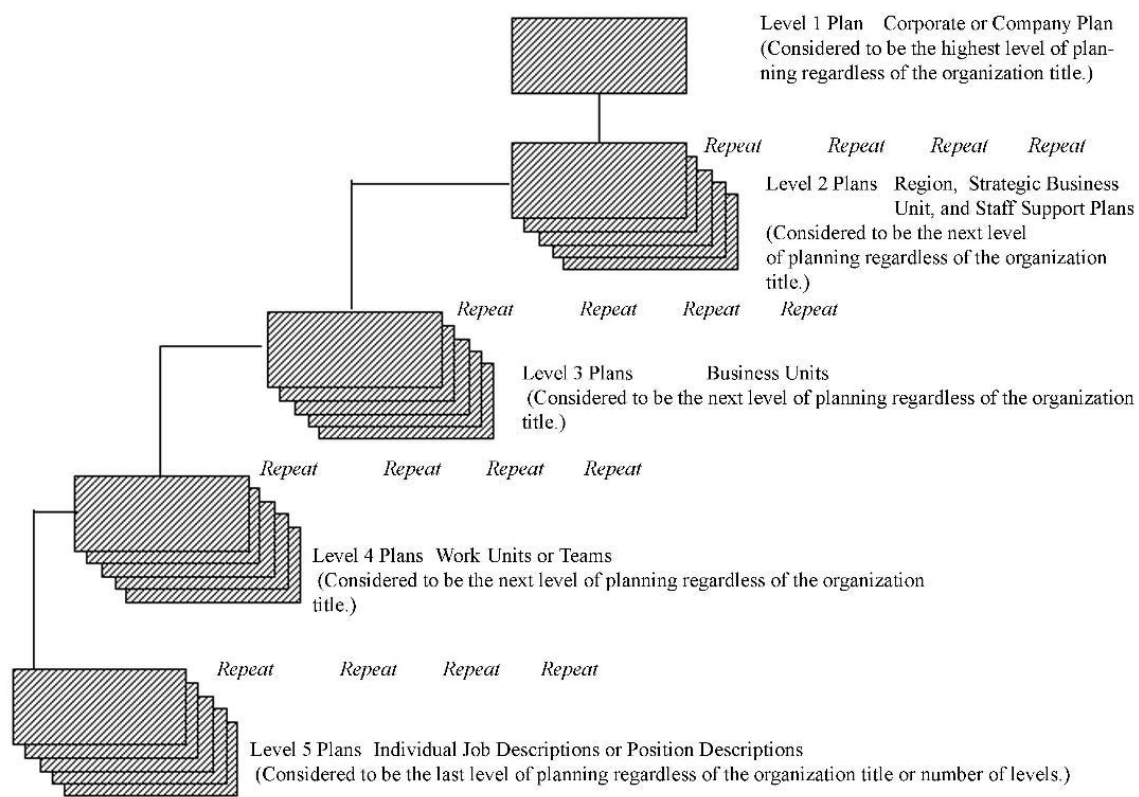 Level 1 Plan Corporate or Company Plan
(Considered to be the highest level of plan-
ning regardless of the organization title.)
Repeat Repeat Repeat Repeat
Level 2 Plans Region, Strategic Business
Unit, and Staff Support Plans
(Considered to be the next level
of planning regardless of the organization
title.)
Repeat Repeat Repeat Repeat
Level 3 Plans Business Units
(Considered to be the next level of planning regardless of the organization
title.)
Repeat Repeat Repeat Repeat
Level 4 Plans Work Units or Teams
(Considered to be the next level of planning regardless of the organization
title.)
Repeat Repeat Repeat Repeat
Level 5 Plans Individual Job Descriptions or Position Descriptions
(Considered to be the last level of planning regardless of the organization title or number of levels.)